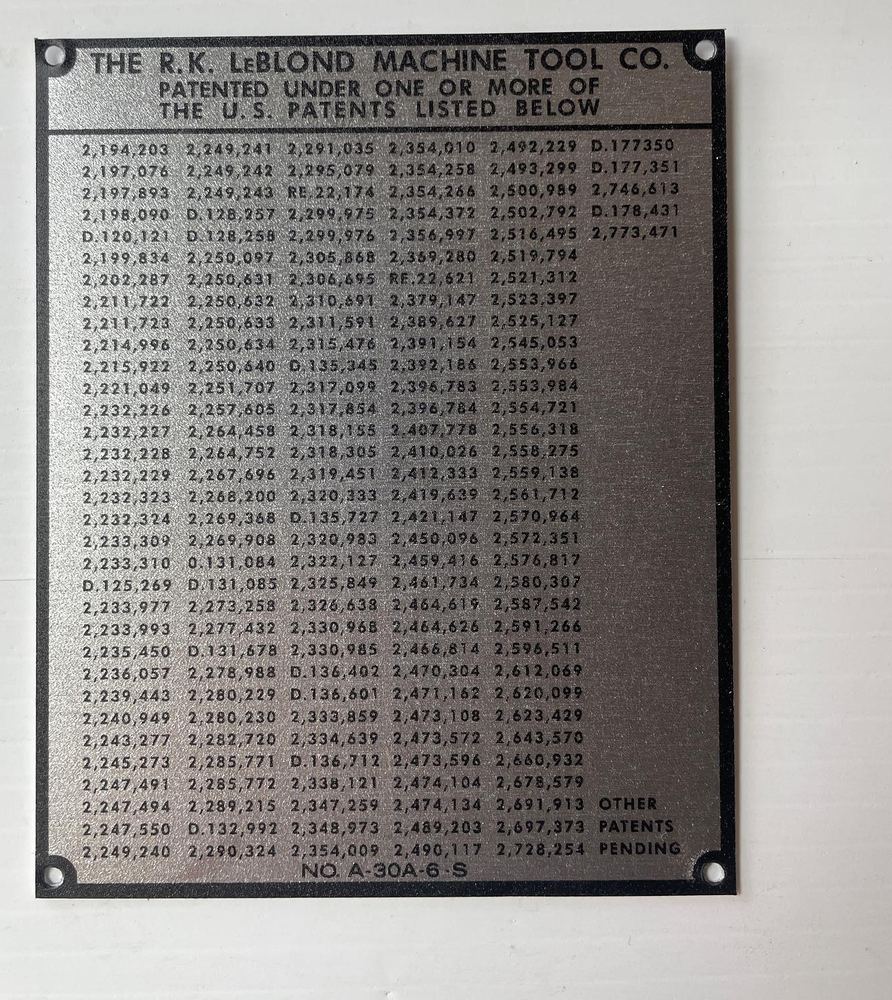 THE R.K. LeBLOND MACHINE TOOL CO.
PATENTED UNDER ONE OR MORE OF
THE U.S. PATENTS LISTED BELOW
2,194,203 2,249,241 2,291,035 2,354,010 2,492,229 D.177350
2,197,076 2,249,242 2,295,079 2,354,258 2,493,299 D.177,351
2,197,893 2,249,243 RE.22,174 2,354,266 2,500,989 2,746,613
2,198,090 D.128,257 2,299,975 2,354,372 2,502,792 D.178,431
D.120,121 D.128,258 2,299,976 2,356,997 2,516,495 2,773,471
2,199,834 2,250,097 2,305,868 2,369,280 2,519,794
2,202,287 2,250,631 2,306,695 RE.22,621 2,521,312
2,211,722 2,250,632 2,310,691 2,379,147 2,523,397
2,211,723 2,250,633 2,311,591 2,389,627 2,525,127
2,214,996 2,250,634 2,315,476 2,391,154 2,545,053
2,215,922 2,250,640 D.135,345 2,392,186 2,553,966
2,221,049 2,251,707 2,317,099 2,396,783 2,553,984
2,232,226 2,257,605 2,317,854 2,396,784 2,554,721
2,232,227 2,264,458 2,318,155 2.407,778 2,556,318
2,232,228 2,264,752 2,318,305 2,410,026 2,558,275
2,232,229 2,267,696 2,319,451 2,412,333 2,559,138
2,232,323 2,268,200 2,320,333 2,419,639 2,561,712
2,232,324 2,269,368 D.135,727 2,421,147 2,570,964
2,233,309 2,269,908 2,320,983 2,450,096 2,572,351
2,233,310 0.131,084 2,322,127 2,459,416 2,576,817
D.125,269 D.131,085 2,325,849 2,461,734 2,580,307
2,233,977 2,273,258 2,326,638 2,464,619 2,587,542
2,233,993 2,277,432 2,330,968 2,464,626 2,591,266
2,235,450 D.131,678 2,330,985 2,466,814 2,596,511
2,236,057 2,278,988 D.136,402 2,470,304 2,612,069
2,239,443 2,280,229 D.136,601 2,471,162 2,620,099
2,240,949 2,280,230 2,333,859 2,473,108 2,623,429
2,243,277 2,282,720 2,334,639 2,473,572 2,643,570
2,245,273 2,285,771 D.136,712 2,473,596 2,660,932
2,247,491 2,285,772 2,338,121 2,474,104 2,678,579
2,247,494 2,289,215 2,347,259 2,474,134 2,691,913 OTHER
2,247,550 D.132,992 2,348,973 2,489,203 2,697,373 PATENTS
2,249,240 2,290,324 2,354,009 2,490,117 2,728,254 PENDING
NO. A-30A-6-S